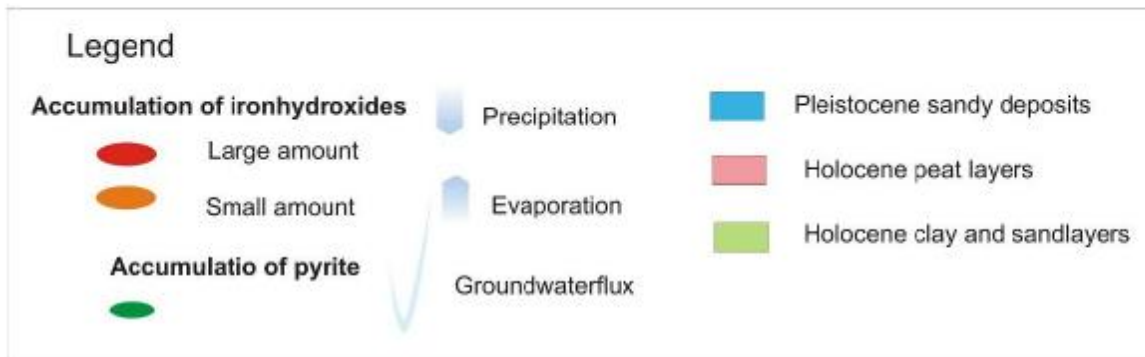 Legend
Accumulation of ironhydroxides
Large amount
Small amount
Accumulatio of pyrite
Precipitation
Evaporation
Groundwaterflux
Pleistocene sandy deposits
Holocene peat layers
Holocene clay and sandlayers